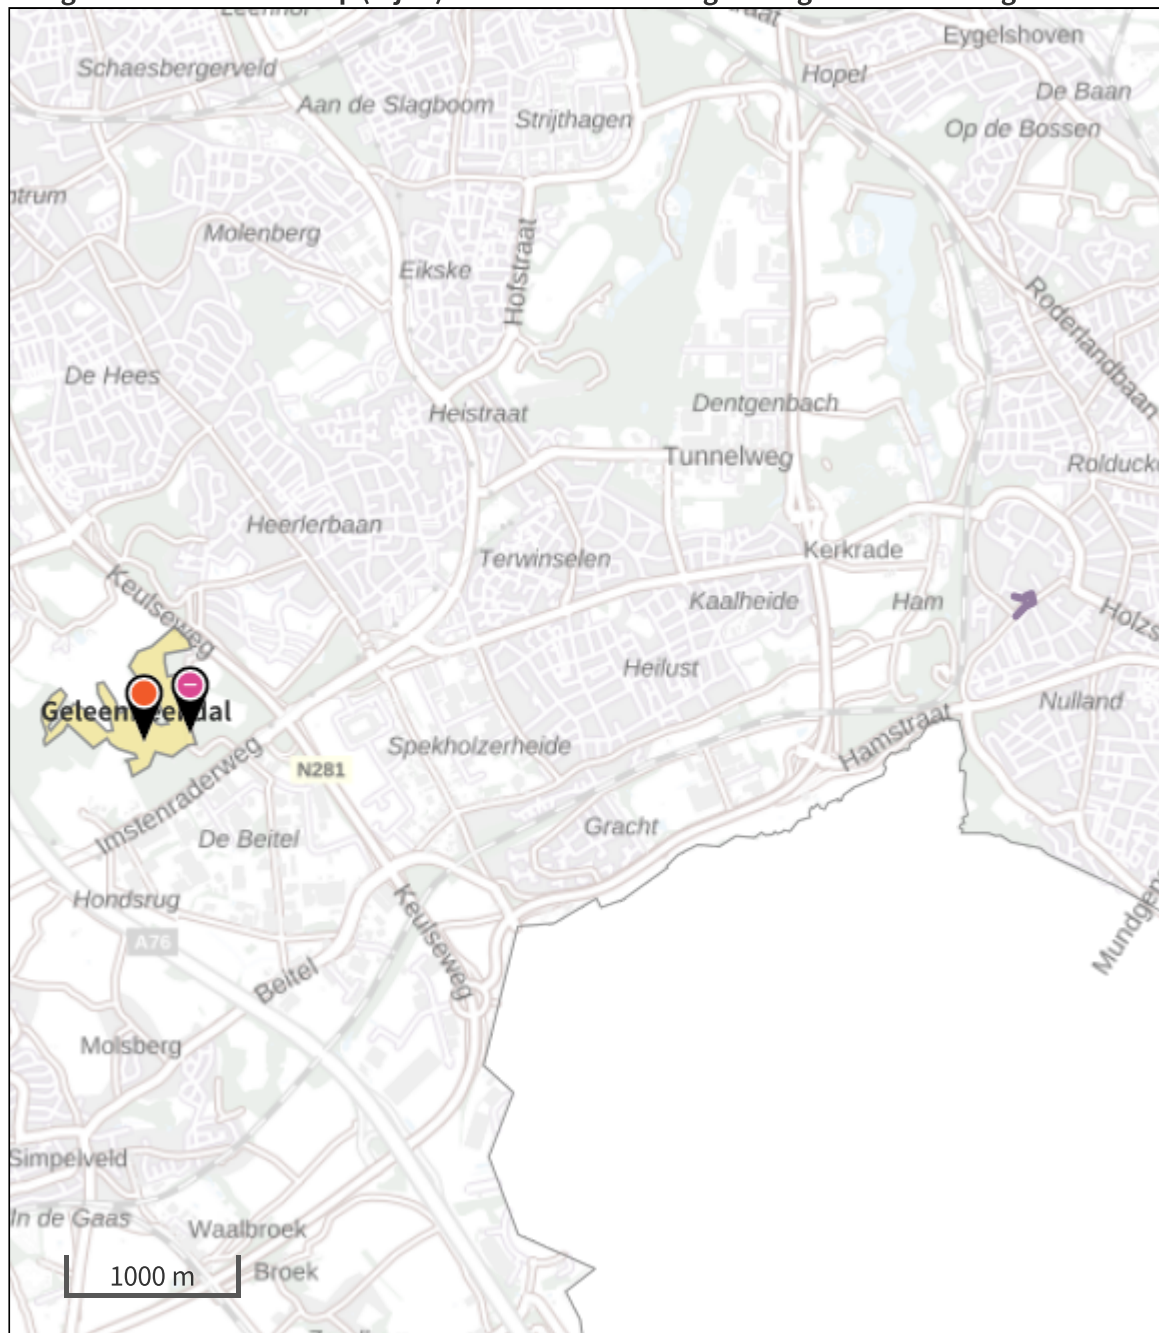 Leenhof
Eygelshoven
Schaesbergerveld
Hopel
De Baan
Aan de Slagboom
Strijthagen
Op de Bossen
Molenberg
Eikske
Hofstraat
Roderlandbaan
De Hees
Heistraat
Dentgenbach
Tunnelweg
Heerlerbaan
Terwinselen
Kerkrade
Keulseweg
Kaalheide
Ham
Heilust
Nulland
Geleenbeekdal
Hamstraat
Spekholzerheide
N281
Imstenraderweg
De Beitel
Gracht
Hondsrug
Keulseweg
A76
Beitel
Molsberg
Simpelveld
In de Gaas
Waalbroek
Broek
1000 m